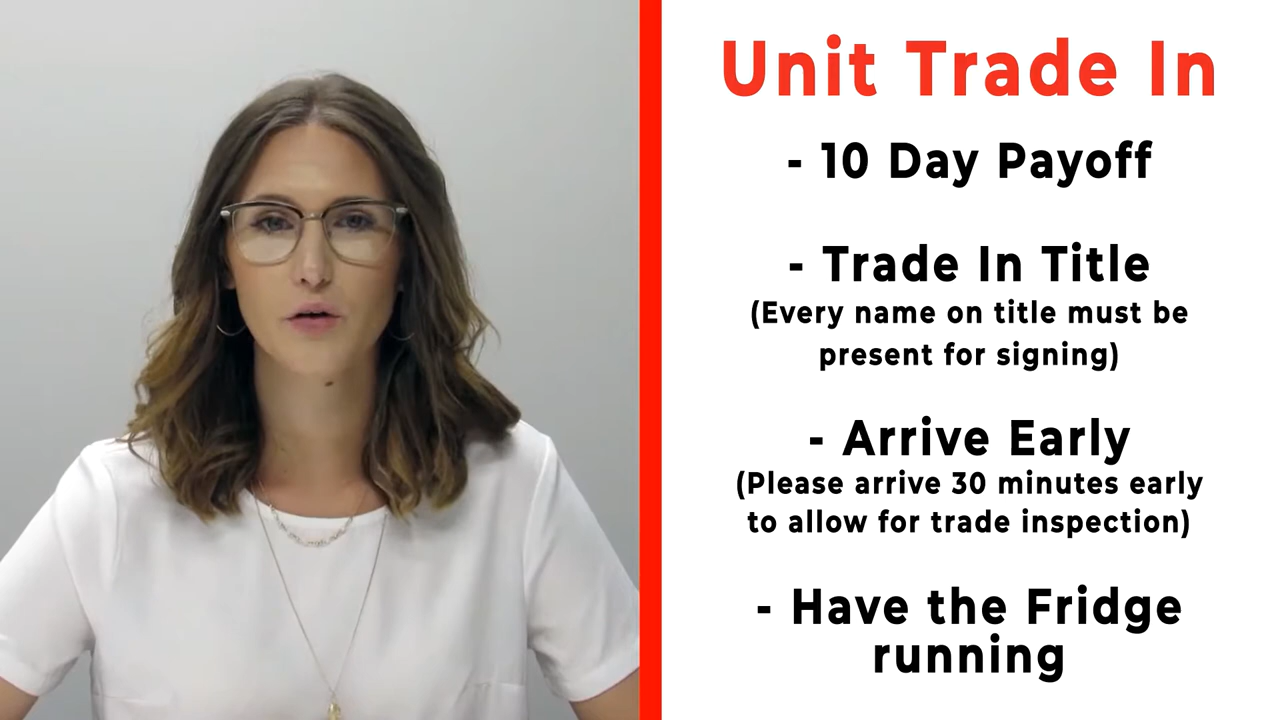 Unit Trade In
- 10 Day Payoff
- Trade In Title
(Every name on title must be
present for signing)
- Arrive Early
(Please arrive 30 minutes early
to allow for trade inspection)
- Have the Fridge
running